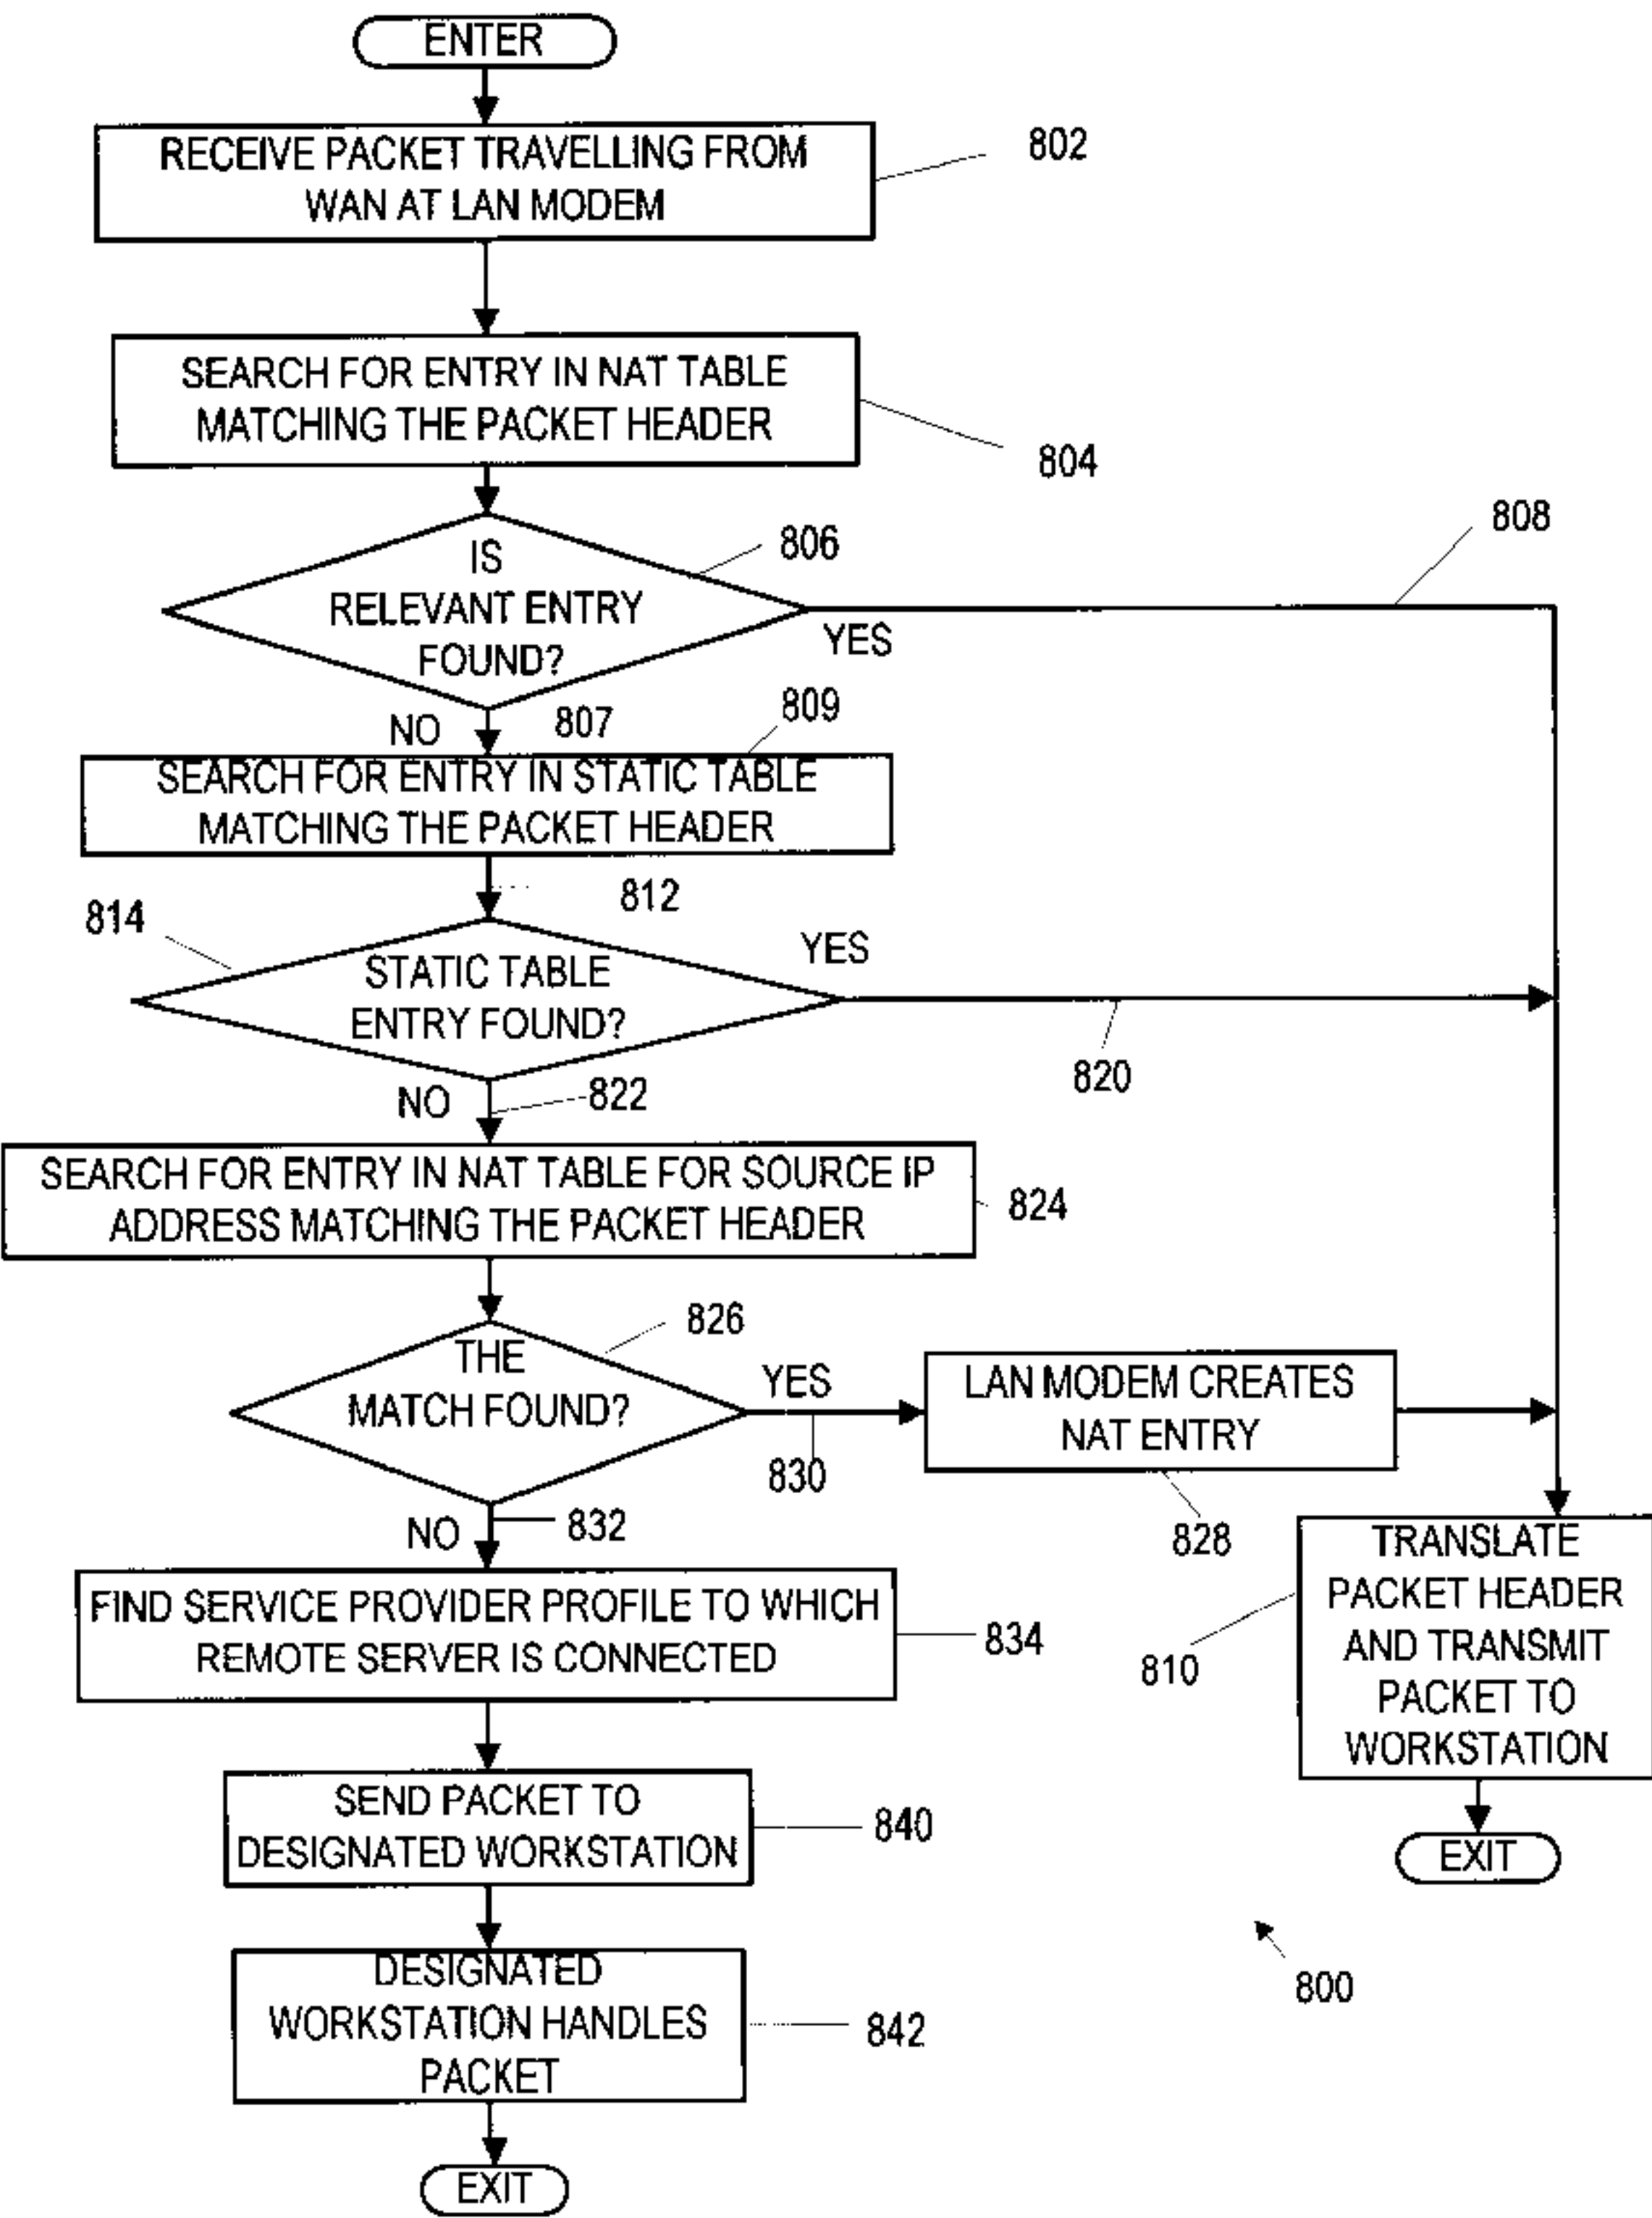 ENTER
RECEIVE PACKET TRAVELLING FROM
WAN AT LAN MODEM
802
SEARCH FOR ENTRY IN NAT TABLE
MATCHING THE PACKET HEADER
804
IS
RELEVANT ENTRY
FOUND?
806
YES
808
NO
807
809
SEARCH FOR ENTRY IN STATIC TABLE
MATCHING THE PACKET HEADER
812
814
STATIC TABLE
ENTRY FOUND?
YES
820
NO
822
SEARCH FOR ENTRY IN NAT TABLE FOR SOURCE IP
ADDRESS MATCHING THE PACKET HEADER
824
THE
MATCH FOUND?
826
YES
830
LAN MODEM CREATES
NAT ENTRY
828
NO
832
FIND SERVICE PROVIDER PROFILE TO WHICH
REMOTE SERVER IS CONNECTED
834
TRANSLATE
PACKET HEADER
AND TRANSMIT
PACKET TO
WORKSTATION
810
EXIT
SEND PACKET TO
DESIGNATED WORKSTATION
840
DESIGNATED
WORKSTATION HANDLES
PACKET
842
800
EXIT